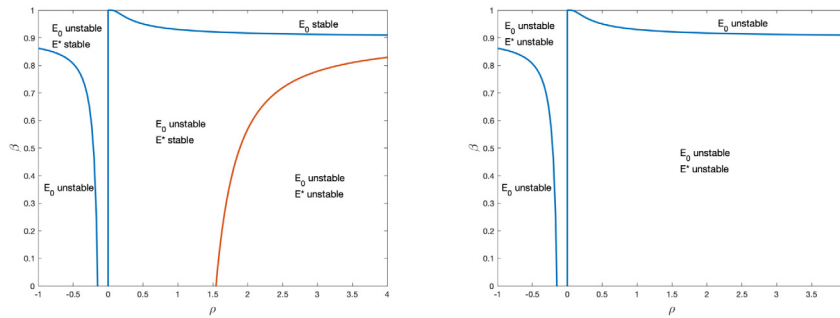 E0 unstable
E* stable
E0 stable
E0 unstable
E* stable
E0 unstable
E0 unstable
E* unstable
1
0.9
0.8
0.7
0.6
0.5
0.4
0.3
0.2
0.1
0
β
-1
-0.5
0
0.5
1
1.5
2
2.5
3
3.5
4
ρ
E0 unstable
E* unstable
E0 unstable
E0 unstable
E* unstable
E0 unstable
1
0.9
0.8
0.7
0.6
0.5
0.4
0.3
0.2
0.1
0
β
-1
-0.5
0
0.5
1
1.5
2
2.5
3
3.5
ρ